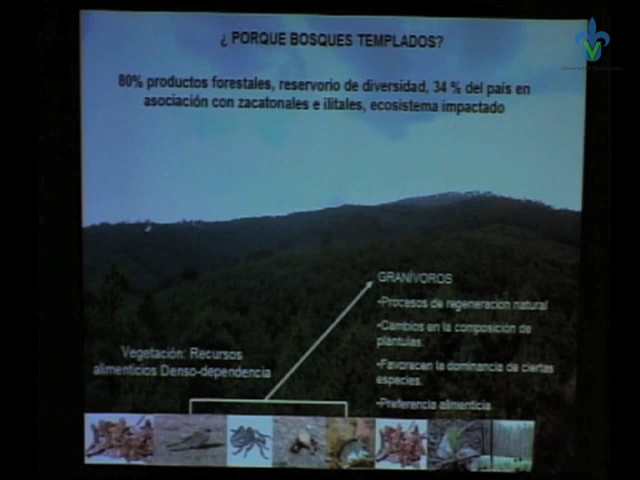 ¿ PORQUE BOSQUES TEMPLADOS?
80% productos forestales, reservorio de diversidad, 34 % del país en
asociación con zacatonales e ilitales, ecosistema impactado
GRANÍVOROS
•Procesos de regeneración natural
•Cambios en la composición de
plántulas.
•Favorecen la dominancia de ciertas
especies.
•Preferencia alimenticia
Vegetación: Recursos
alimenticios Denso-dependencia